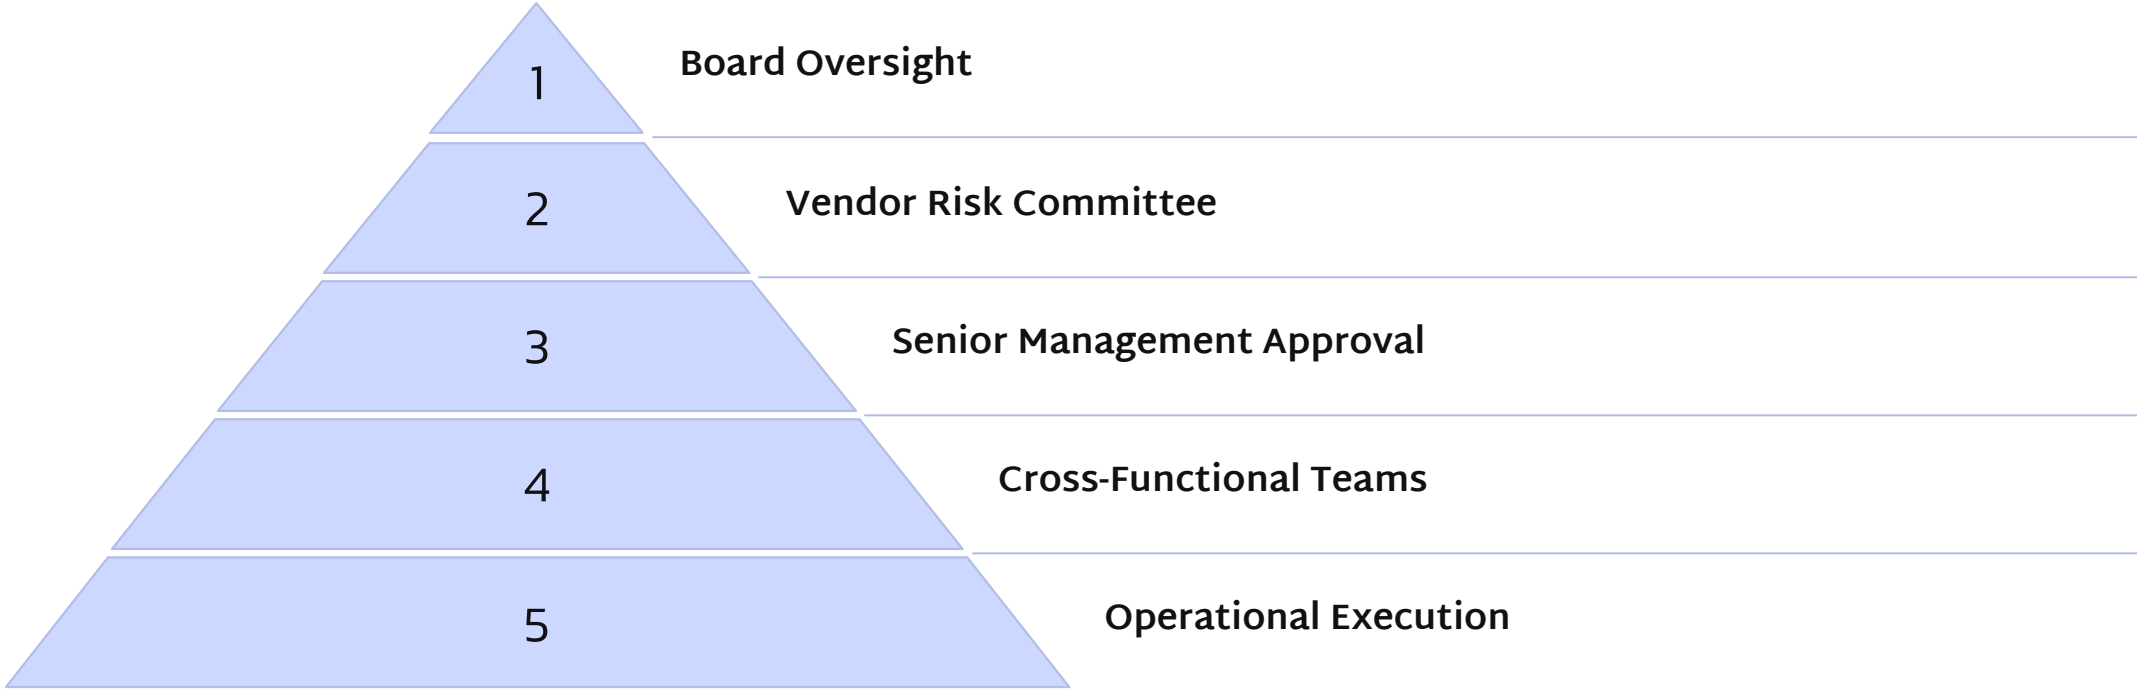 1
Board Oversight
2
Vendor Risk Committee
3
Senior Management Approval
4
Cross-Functional Teams
5
Operational Execution